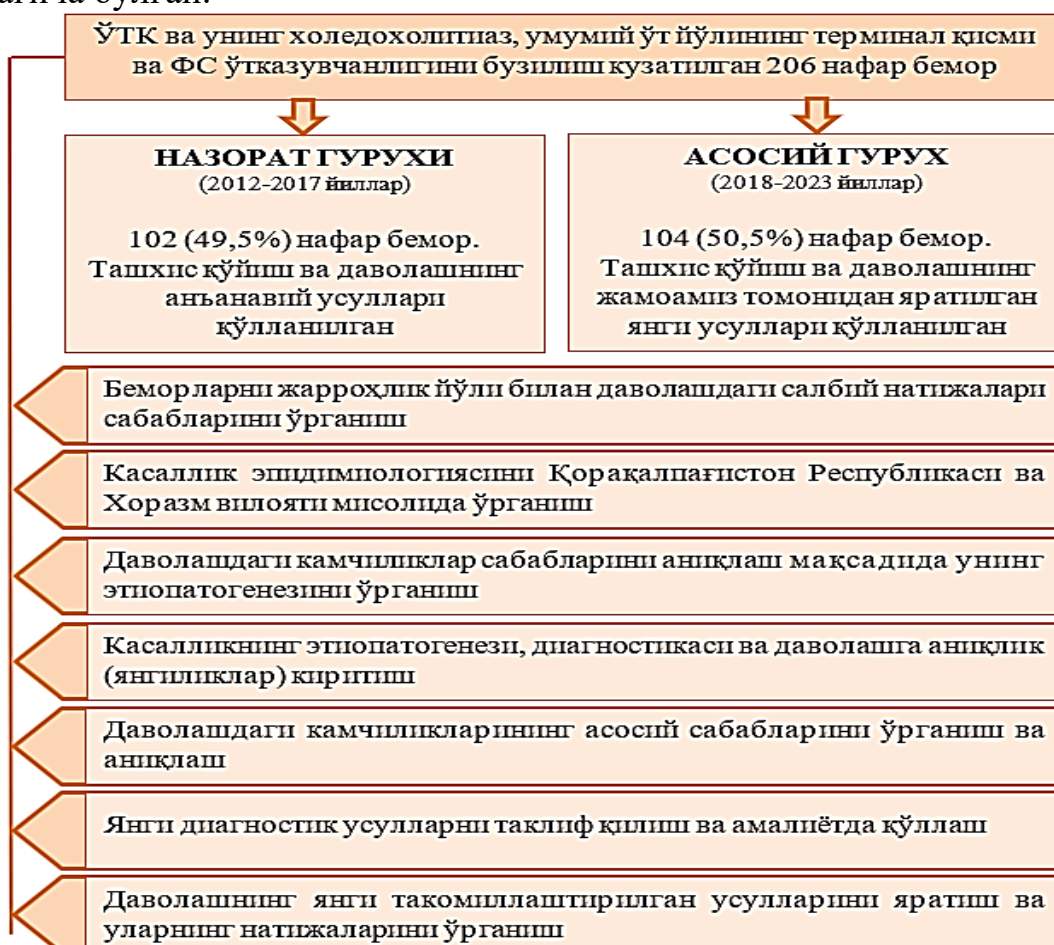 ЎТК ва унинг холедохолитиаз, умумий ўт йўлининг терминал қисми
ва ФС ўтказувчанлигини бузилиш кузатилган 206 нафар бемор
НАЗОРАТ ГУРУХИ
(2012-2017 йиллар)
102 (49,5%) нафар бемор.
Ташхис қўйиш ва даволашнинг
анъанавий усуллари
қўлланилган
АСОСИЙ ГУРУХ
(2018-2023 йиллар)
104 (50,5%) нафар бемор.
Ташхис қўйиш ва даволашнинг
жамоамиз томонидан яратилган
янги усуллари қўлланилган
Беморларни жарроҳлик йўли билан даволашдаги салбий натижалари
сабабларини ўрганиш
Касаллик эпидимиологиясини Қорақалпағистон Республикаси ва
Хоразм вилояти мисолида ўрганиш
Даволашдаги камчиликлар сабабларини аниқлаш мақсадида унинг
этиопатогенезини ўрганиш
Касалликнинг этиопатогенези, диагностикаси ва даволашга аниқлик
(янгиликлар) киритиш
Даволашдаги камчиликларининг асосий сабабларини ўрганиш ва
аниқлаш
Янги диагностик усулларни таклиф қилиш ва амалиётда қўллаш
Даволашнинг янги такомиллаштирилган усулларини яратиш ва
уларнинг натижаларини ўрганиш